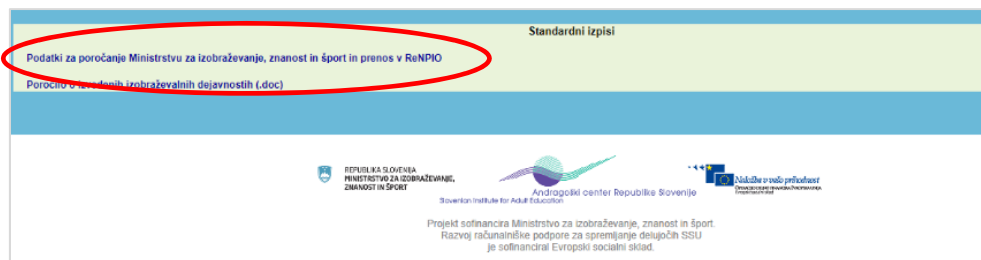 Standardni izpisi
Podatki za poročanje Ministrstvu za izobraževanje, znanost in šport in prenos v ReNPIO
Poročilo o izvedenih izobraževalnih dejavnostih (.doc)
REPUBLIKA SLOVENIJA
MINISTRSTVO ZA IZOBRAŽEVANJE,
ZNANOST IN ŠPORT
Andragoški center Republike Slovenije
Slovenian Institute for Adult Education
Naložba v vašo prihodnost
Projekt sofinancira Ministrstvo za izobraževanje, znanost in šport.
Razvoj računalniške podpore za spremljanje delujočih SSU
je sofinanciral Evropski socialni sklad.